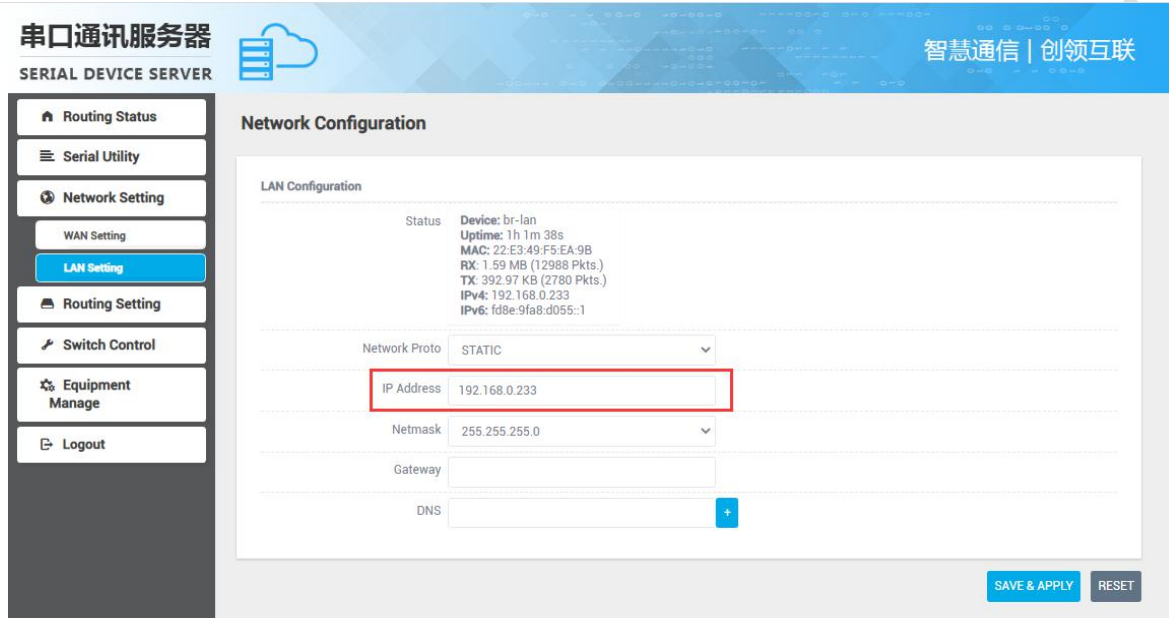 串口通讯服务器
SERIAL DEVICE SERVER
智慧通信 | 创领互联
Routing Status
Serial Utility
Network Setting
WAN Setting
LAN Setting
Routing Setting
Switch Control
Equipment
Manage
Logout
Network Configuration
LAN Configuration
Status
Device: br-lan
Uptime: 1h 1m 38s
MAC: 22:E3:49:F5:EA:9B
RX: 1.59 MB (12988 Pkts.)
TX: 392.97 KB (2780 Pkts.)
IPv4: 192.168.0.233
IPv6: fd8e:9fa8:d055::1
Network Proto STATIC
IP Address 192.168.0.233
Netmask 255.255.255.0
Gateway
DNS +
SAVE & APPLY RESET